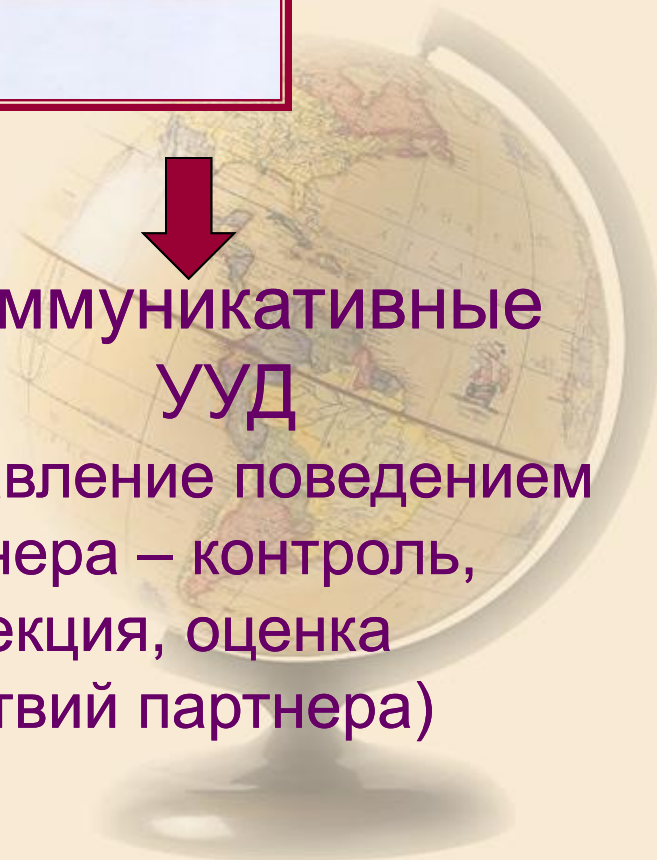 ммуникативные
УУД
вление поведением
нера – контроль,
екция, оценка
твий партнера)